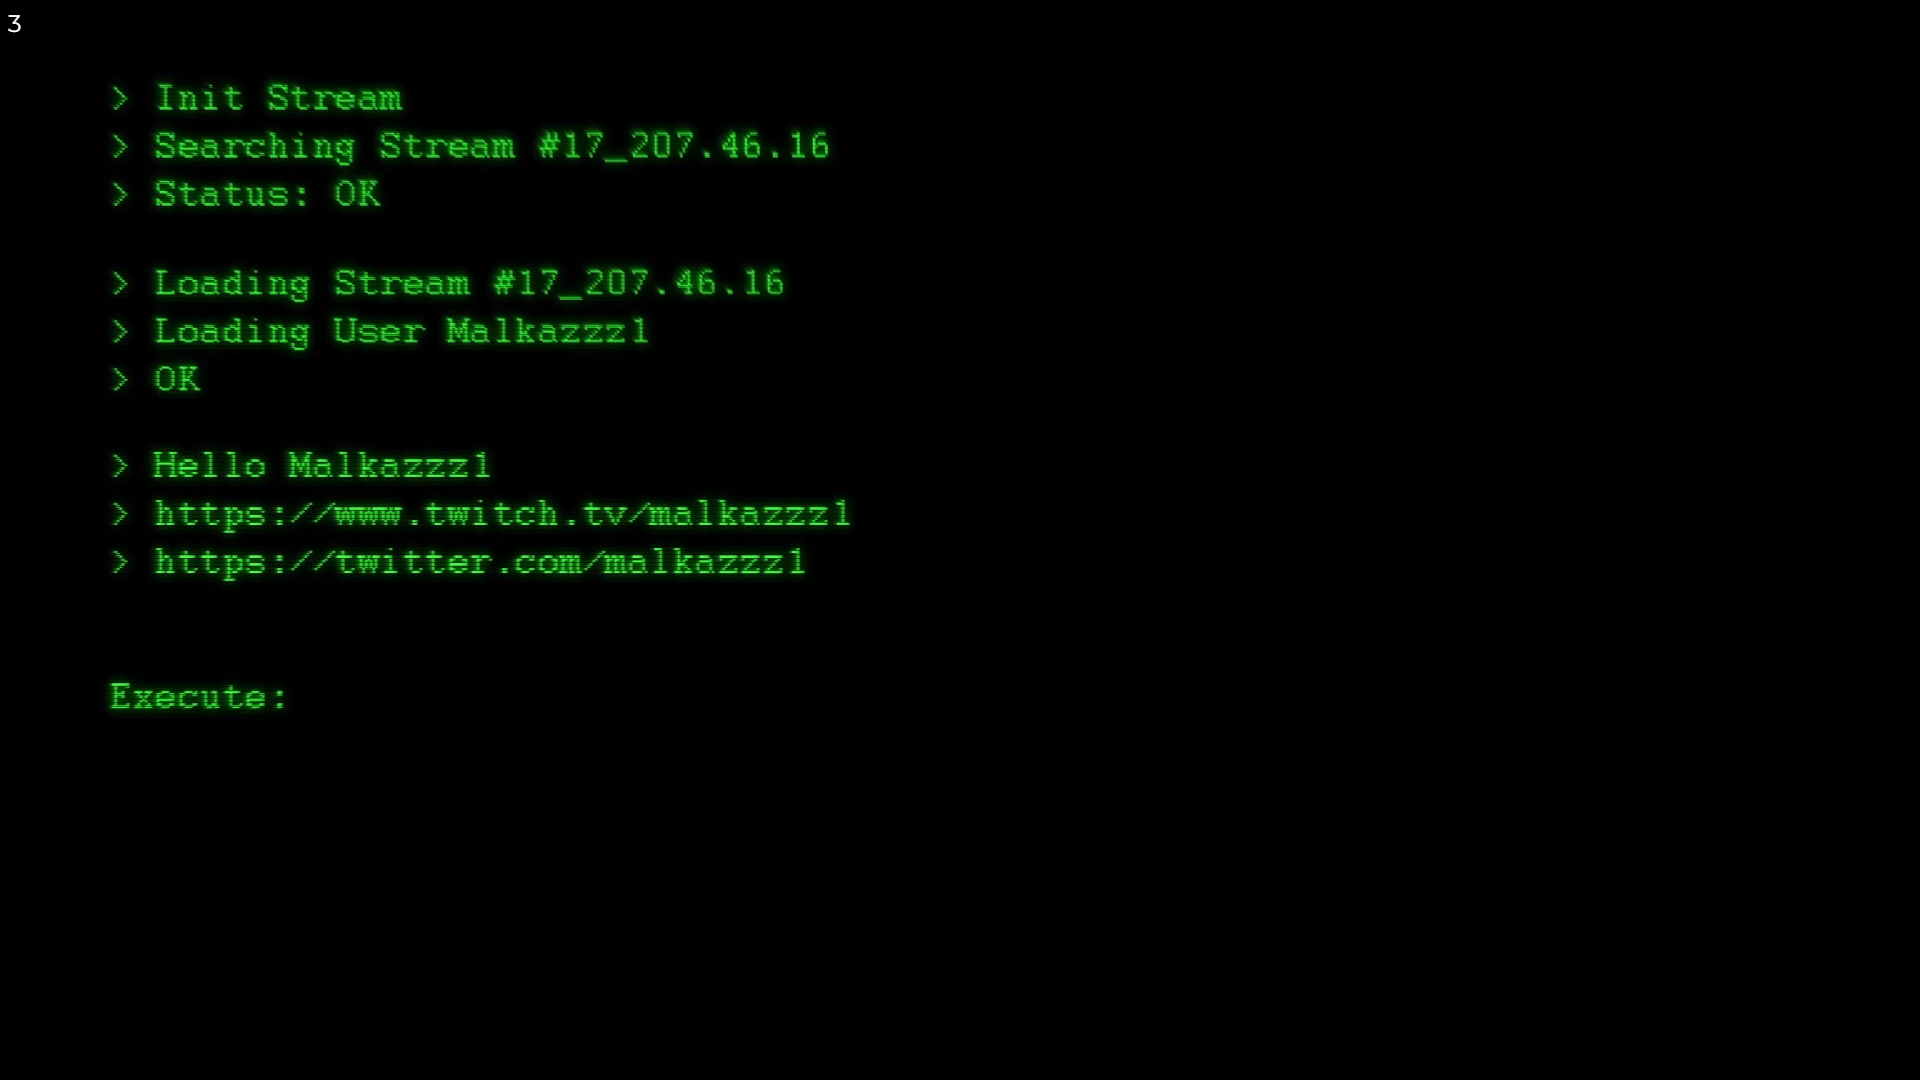 3
> Init Stream
> Searching Stream #17_207.46.16
> Status: OK
> Loading Stream #17_207.46.16
> Loading User Malkazzz1
> OK
> Hello Malkazzz1
> https://www.twitch.tv/malkazzz1
> https://twitter.com/malkazzz1
Execute: